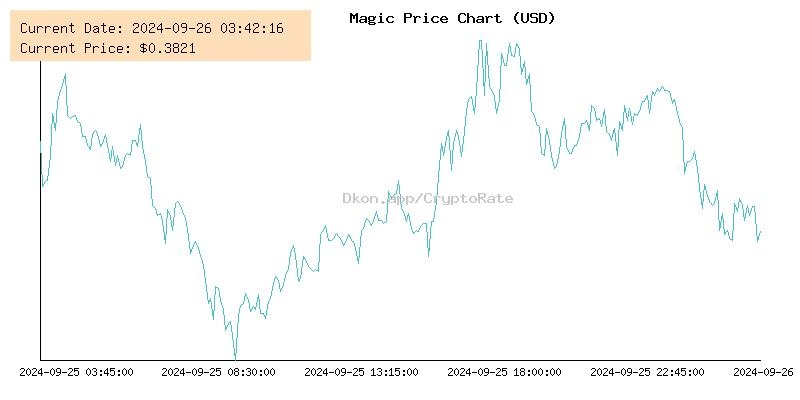 Magic Price Chart (USD)
Current Date: 2024-09-26 03:42:16
Current Price: $0.3821
Dkon.app/CryptoRate
2024-09-25 03:45:00
2024-09-25 08:30:00
2024-09-25 13:15:00
2024-09-25 18:00:00
2024-09-25 22:45:00
2024-09-26